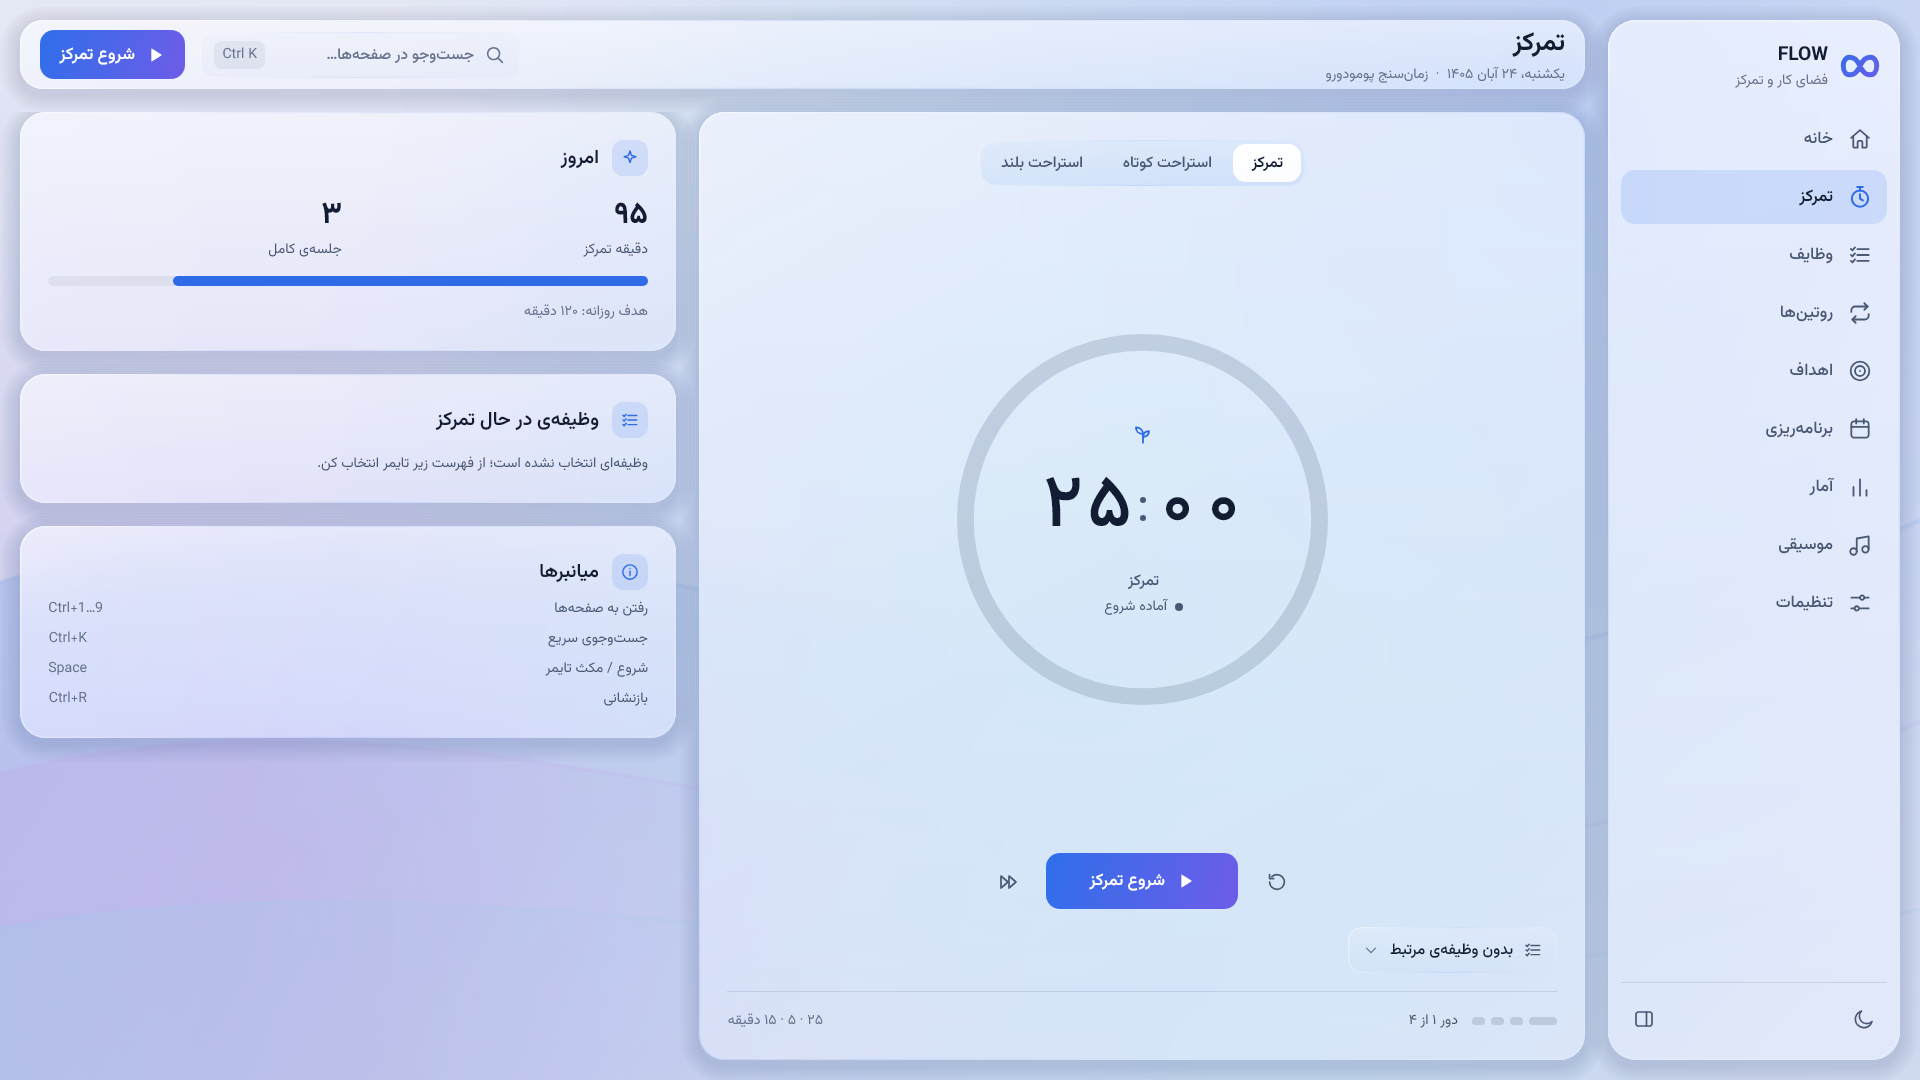 FLOW
فضای کار و تمرکز
خانه
تمرکز
وظایف
روتین‌ها
اهداف
برنامه‌ریزی
آمار
موسیقی
تنظیمات
تمرکز
یکشنبه، ۲۴ آبان ۱۴۰۵ · زمان‌سنج پومودورو
جست‌وجو در صفحه‌ها...
Ctrl K
شروع تمرکز
تمرکز
استراحت کوتاه
استراحت بلند
۲۵:۰۰
تمرکز
آماده شروع
شروع تمرکز
بدون وظیفه‌ی مرتبط
دور ۱ از ۴
۲۵ · ۵ · ۱۵ دقیقه
امروز
۹۵
دقیقه تمرکز
۳
جلسه‌ی کامل
هدف روزانه: ۱۲۰ دقیقه
وظیفه‌ی در حال تمرکز
وظیفه‌ای انتخاب نشده است؛ از فهرست زیر تایمر انتخاب کن.
میانبرها
رفتن به صفحه‌ها Ctrl+1...9
جست‌وجوی سریع Ctrl+K
شروع / مکث تایمر Space
بازنشانی Ctrl+R